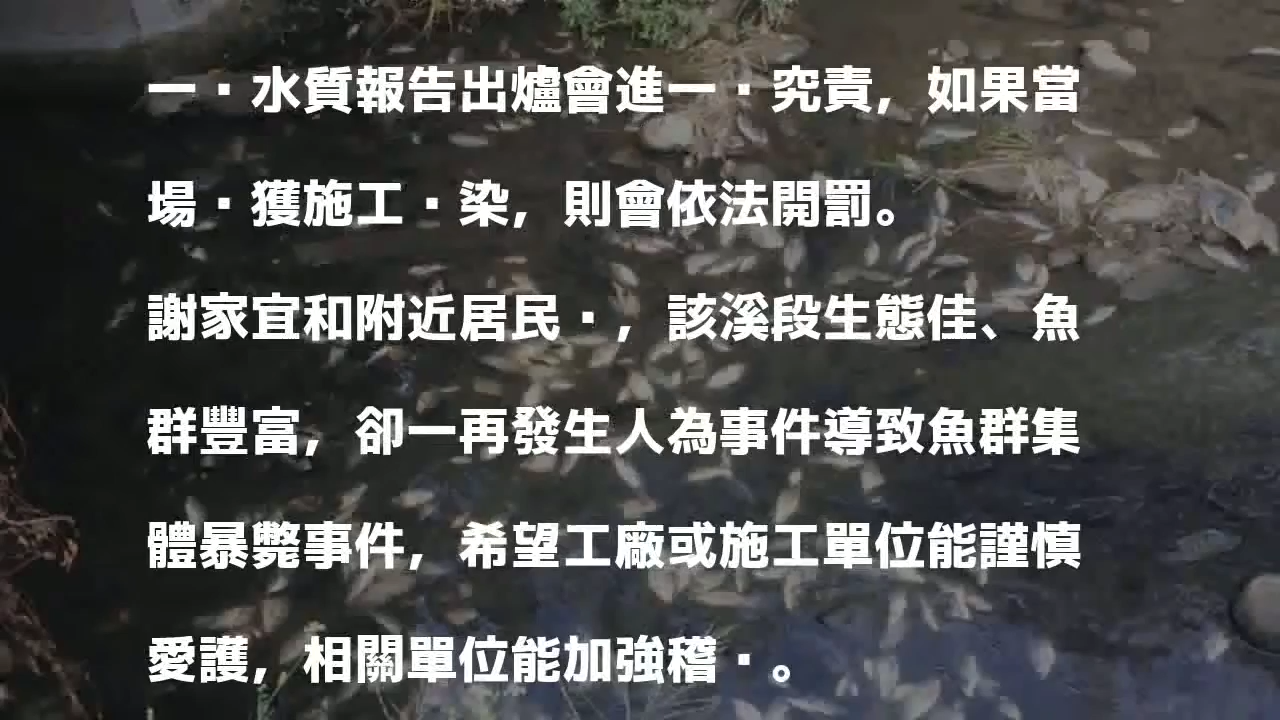 一·水質報告出爐會進一·究責，如果當
場·獲施工·染，則會依法開罰。
謝家宜和附近居民·，該溪段生態佳、魚
群豐富，卻一再發生人為事件導致魚群集
體暴斃事件，希望工廠或施工單位能謹慎
愛護，相關單位能加強稽·。